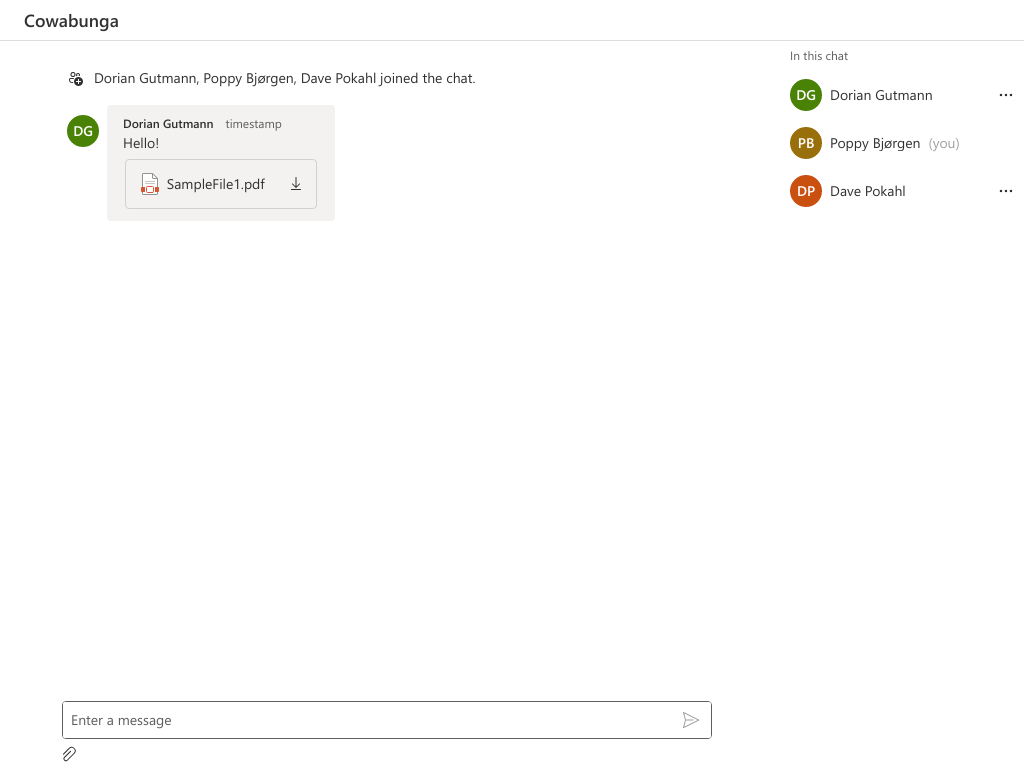 Cowabunga
In this chat
Dorian Gutmann, Poppy Bjørgen, Dave Pokahl joined the chat.
DG Dorian Gutmann
PB Poppy Bjørgen (you)
DP Dave Pokahl
DG Dorian Gutmann timestamp
Hello!
SampleFile1.pdf
Enter a message